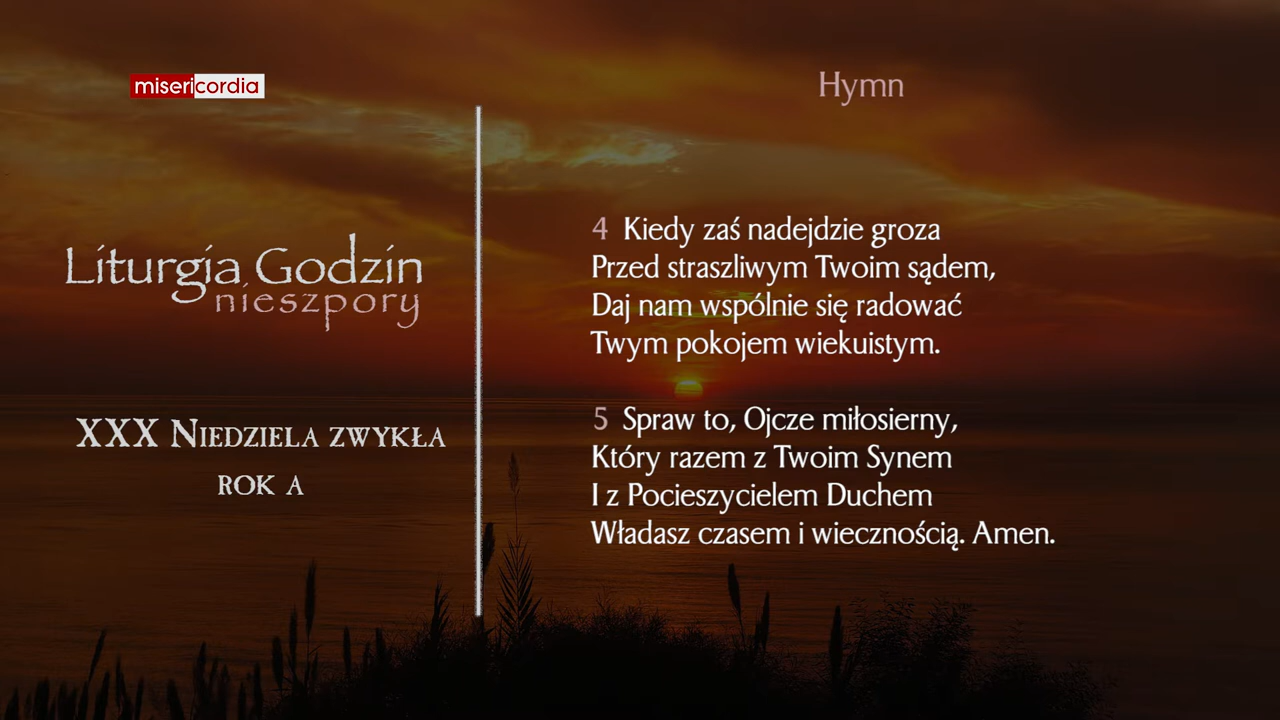 misericordia
Liturgia Godzin
nieszpory
XXX Niedziela zwykła
rok A
Hymn
4 Kiedy zaś nadejdzie groza
Przed straszliwym Twoim sądem,
Daj nam wspólnie się radować
Twym pokojem wiekuistym.
5 Spraw to, Ojcze miłosierny,
Który razem z Twoim Synem
I z Pocieszycielem Duchem
Władasz czasem i wiecznością. Amen.